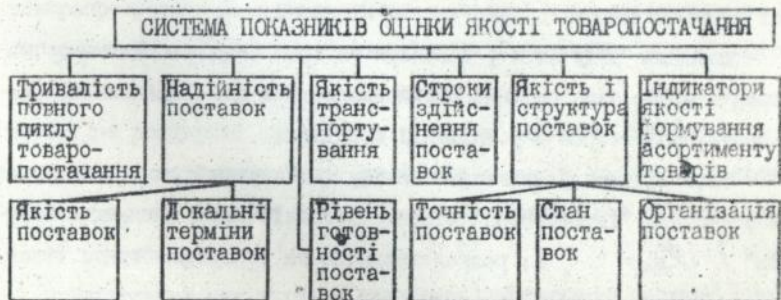 СИСТЕМА ПОКАЗНИКІВ ОЦІНКИ ЯКОСТІ ТОВАРОПОСТАЧАННЯ
Тривалість
повного
циклу
товаро-
постачання
Надійність
поставок
Якість
транс-
порту-
вання
Строки
здійс-
нення
поста-
вок
Якість і
структура
поставок
Індикатори
якості
формування
асортименту
товарів
Якість
поставок
Локальні
терміни
поставок
Рівень
готов-
ності
поста-
вок
Точність
поставок
Стан
поста-
вок
Організація
поставок